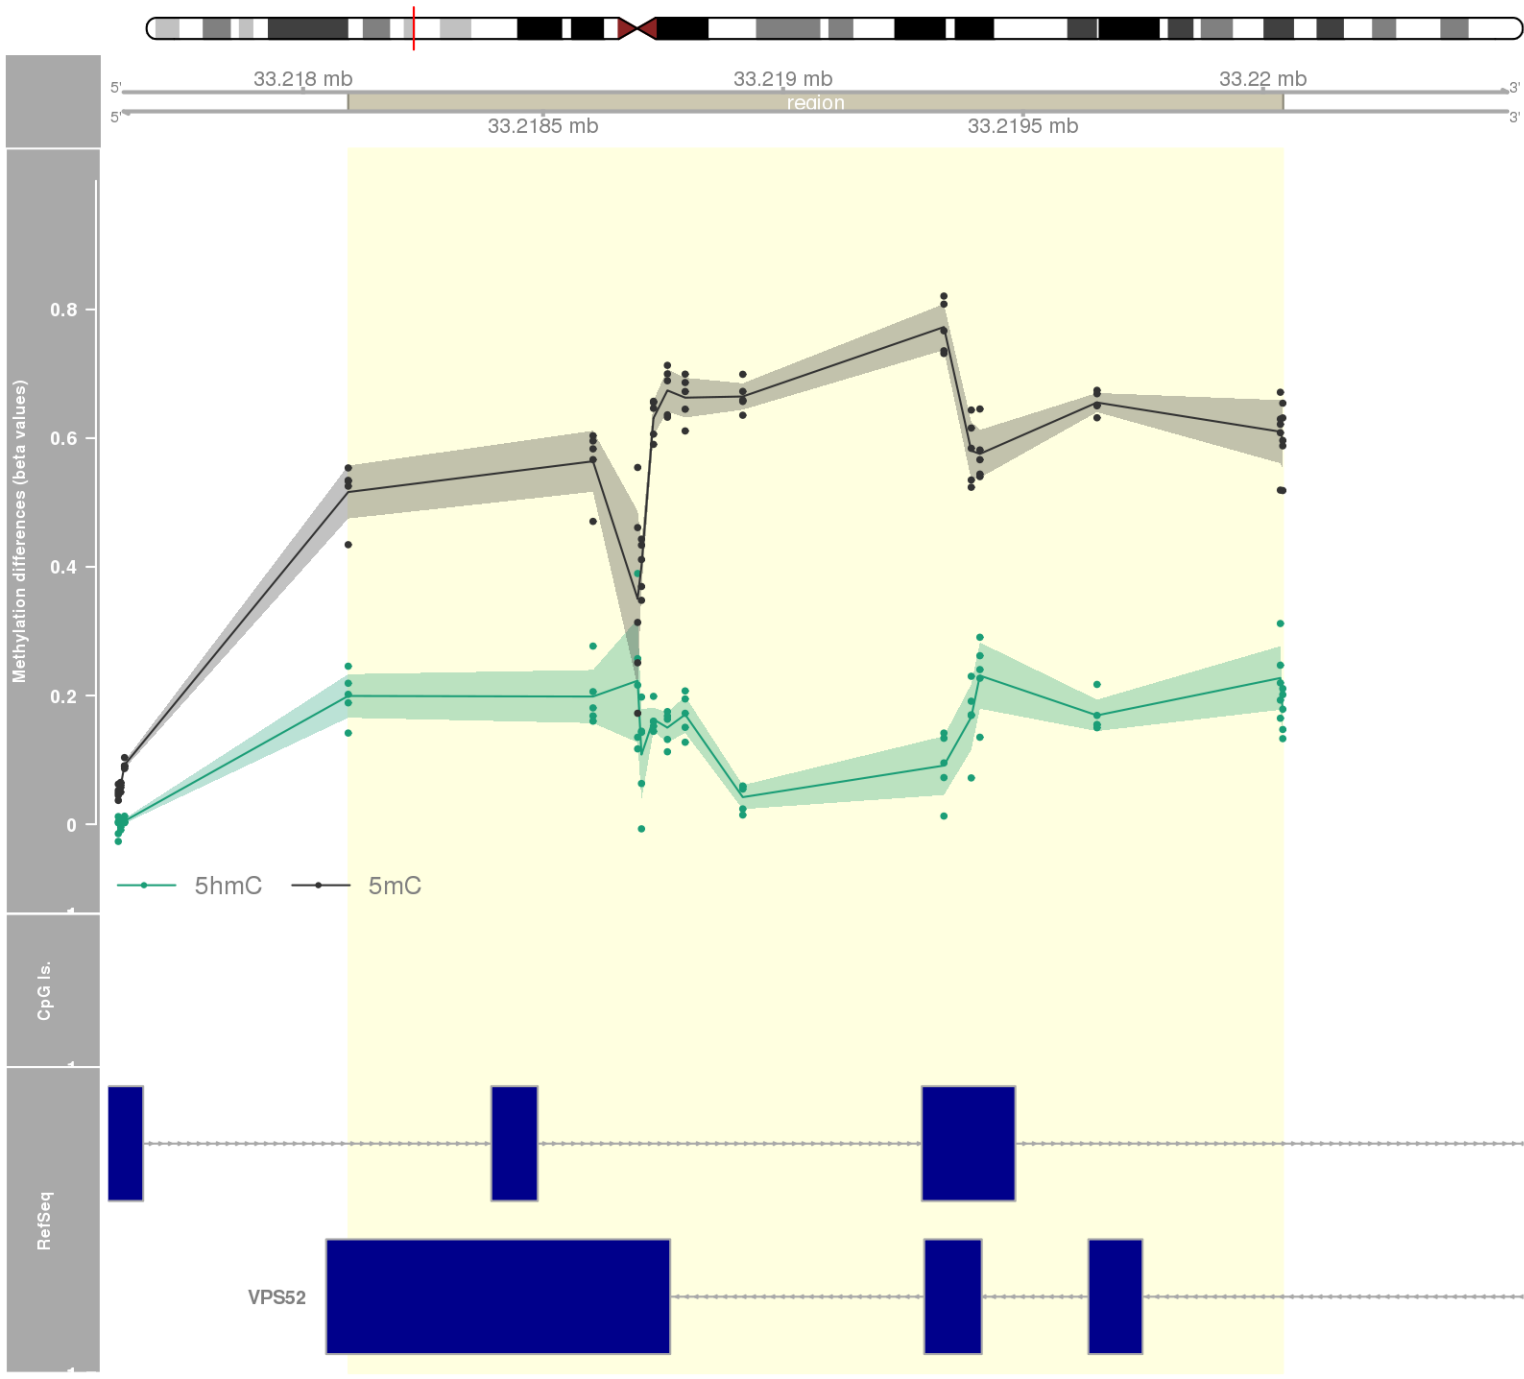 33.218 mb
33.219 mb
33.22 mb
5'
3'
region
5'
3'
33.2185 mb
33.2195 mb
Methylation differences (beta values)
0.8
0.6
0.4
0.2
0
5hmC
5mC
CpG Is.
RefSeq
VPS52